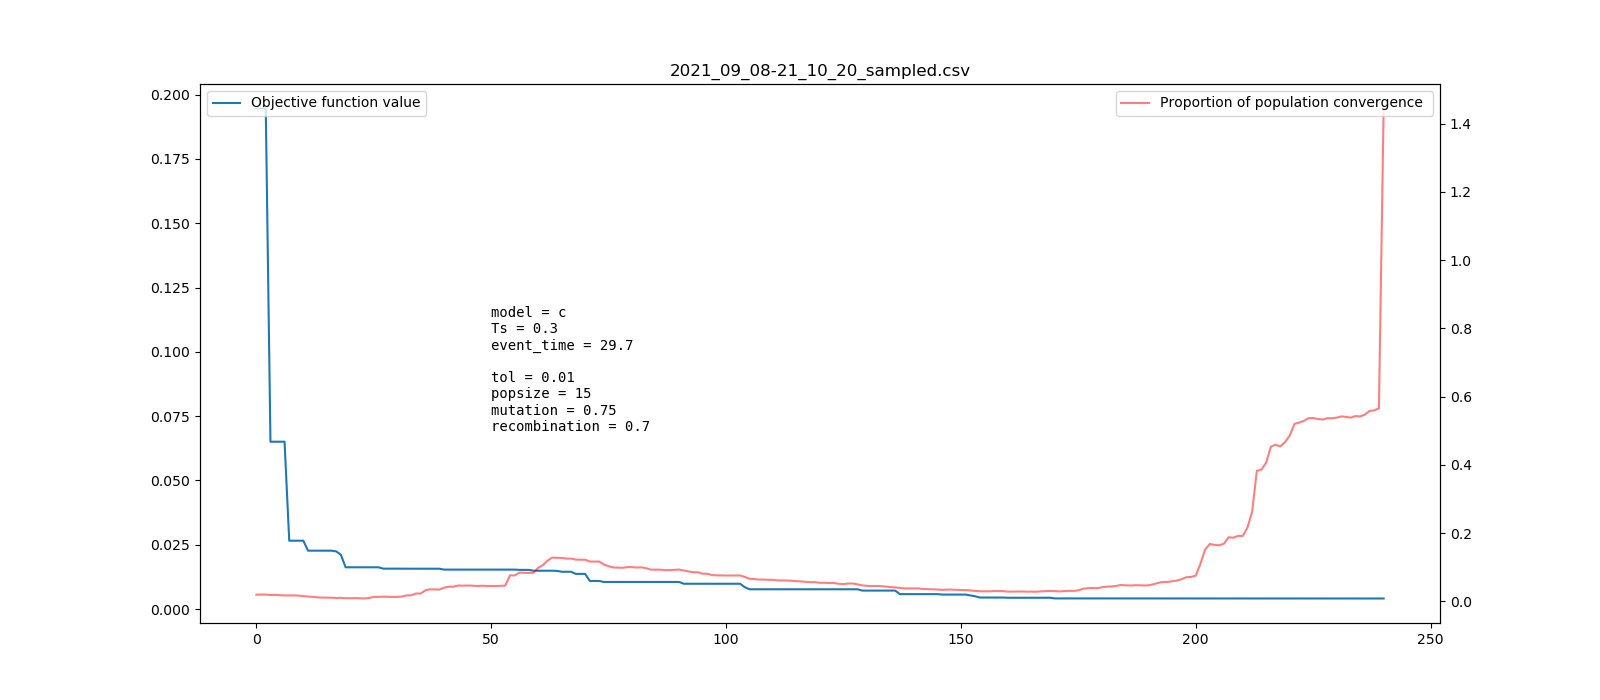 2021_09_08-21_10_20_sampled.csv
Objective function value
Proportion of population convergence
0.200
0.175
0.150
0.125
0.100
0.075
0.050
0.025
0.000
model = c
Ts = 0.3
event_time = 29.7
tol = 0.01
popsize = 15
mutation = 0.75
recombination = 0.7
1.4
1.2
1.0
0.8
0.6
0.4
0.2
0.0
0
50
100
150
200
250